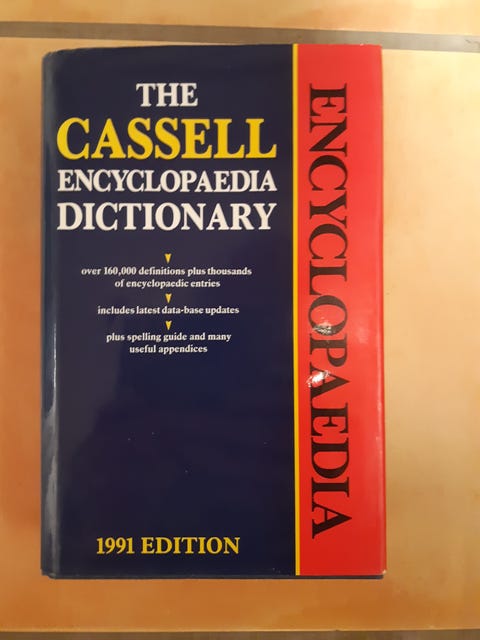 THE
CASSELL
ENCYCLOPAEDIA
DICTIONARY
over 160,000 definitions plus thousands
of encyclopaedic entries
includes latest data-base updates
plus spelling guide and many
useful appendices
1991 EDITION
ENCYCLOPAEDIA